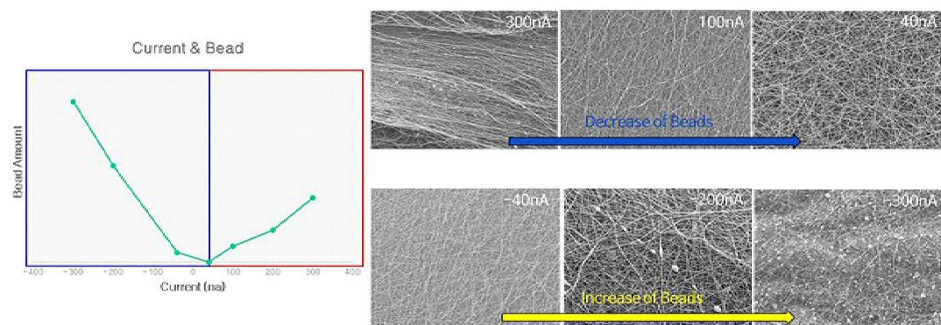 Current & Bead
Bead Amount
-400 -300 -200 -100 0 100 200 300 400
Current (na)
300nA
100nA
40nA
Decrease of Beads
-40nA
-200nA
-300nA
Increase of Beads